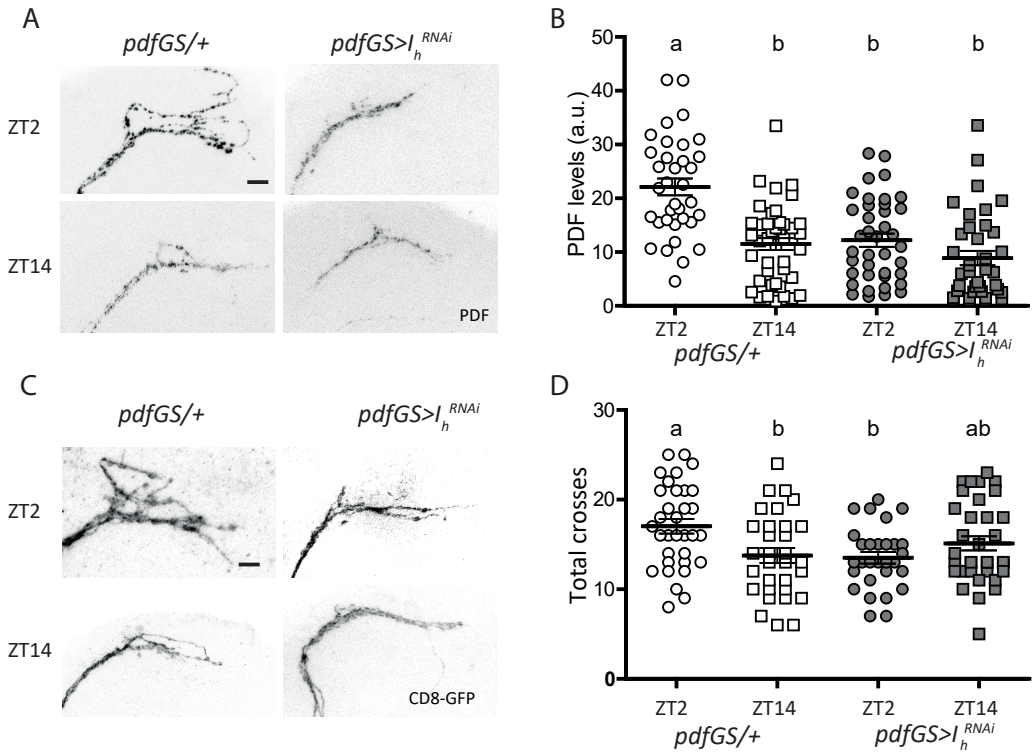 A
pdfGS/+ pdfGS>I_h^RNAi
ZT2
ZT14
PDF
B
PDF levels (a.u.)
50
40
30
20
10
0
a b b b
ZT2 ZT14 ZT2 ZT14
pdfGS/+ pdfGS>I_h^RNAi
C
pdfGS/+ pdfGS>I_h^RNAi
ZT2
ZT14
CD8-GFP
D
Total crosses
30
20
10
0
a b b ab
ZT2 ZT14 ZT2 ZT14
pdfGS/+ pdfGS>I_h^RNAi